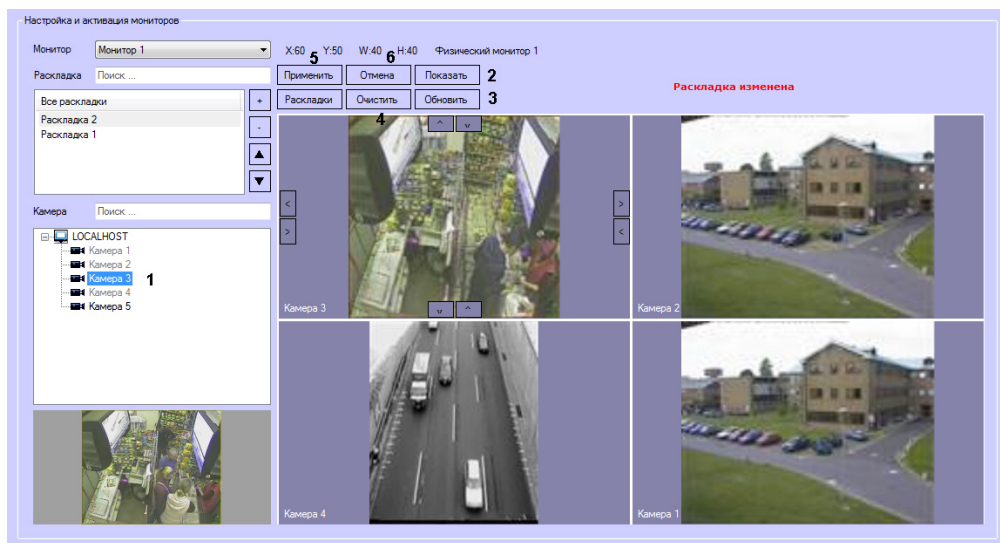 Настройка и активация мониторов
Монитор Монитор 1 X:60 Y:50 W:40 H:40 Физический монитор 1
5 6
Раскладка Поиск ... Применить Отмена Показать 2
Раскладка изменена
Все раскладки + Раскладки Очистить Обновить 3
Раскладка 2 4
Раскладка 1 -
▲
▼
^ v
< >
> <
Камера Поиск ...
LOCALHOST
Камера 1
Камера 2
Камера 3 1
Камера 4
Камера 5
v ^
Камера 3 Камера 2
Камера 4 Камера 1